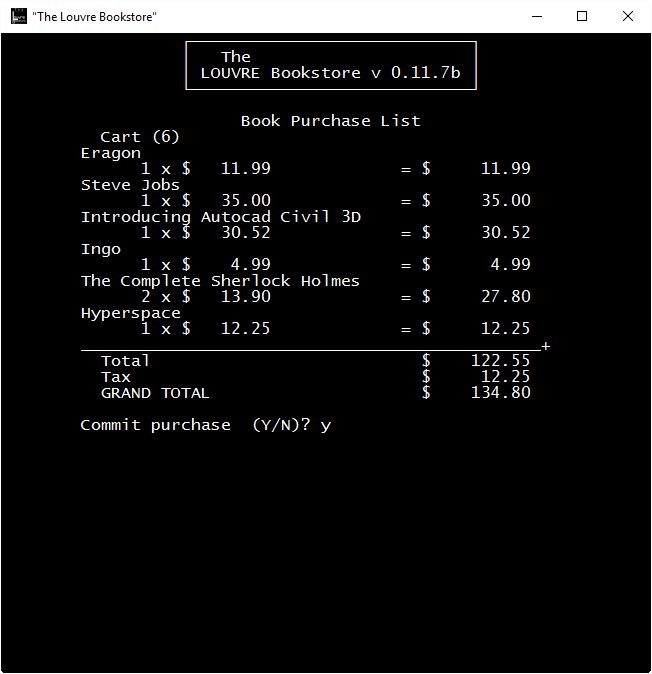 "The Louvre Bookstore"
The
LOUVRE Bookstore v 0.11.7b
Book Purchase List
Cart (6)
Eragon
1 x $ 11.99 = $ 11.99
Steve Jobs
1 x $ 35.00 = $ 35.00
Introducing Autocad Civil 3D
1 x $ 30.52 = $ 30.52
Ingo
1 x $ 4.99 = $ 4.99
The Complete Sherlock Holmes
2 x $ 13.90 = $ 27.80
Hyperspace
1 x $ 12.25 = $ 12.25
+
Total $ 122.55
Tax $ 12.25
GRAND TOTAL $ 134.80
Commit purchase (Y/N)? y